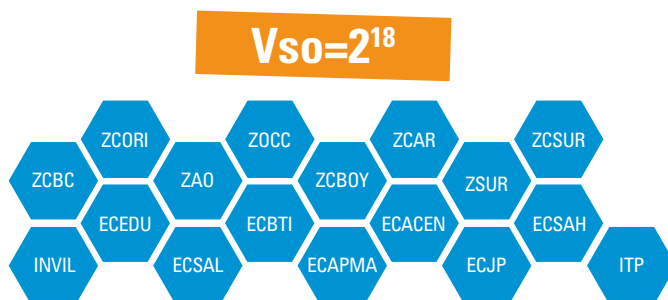 Vso=2¹⁸
ZCORI ZOCC ZCAR ZCSUR
ZCBC ZAO ZCBOY ZSUR
ECEDU ECBTI ECACEN ECSAH
INVIL ECSAL ECAPMA ECJP ITP